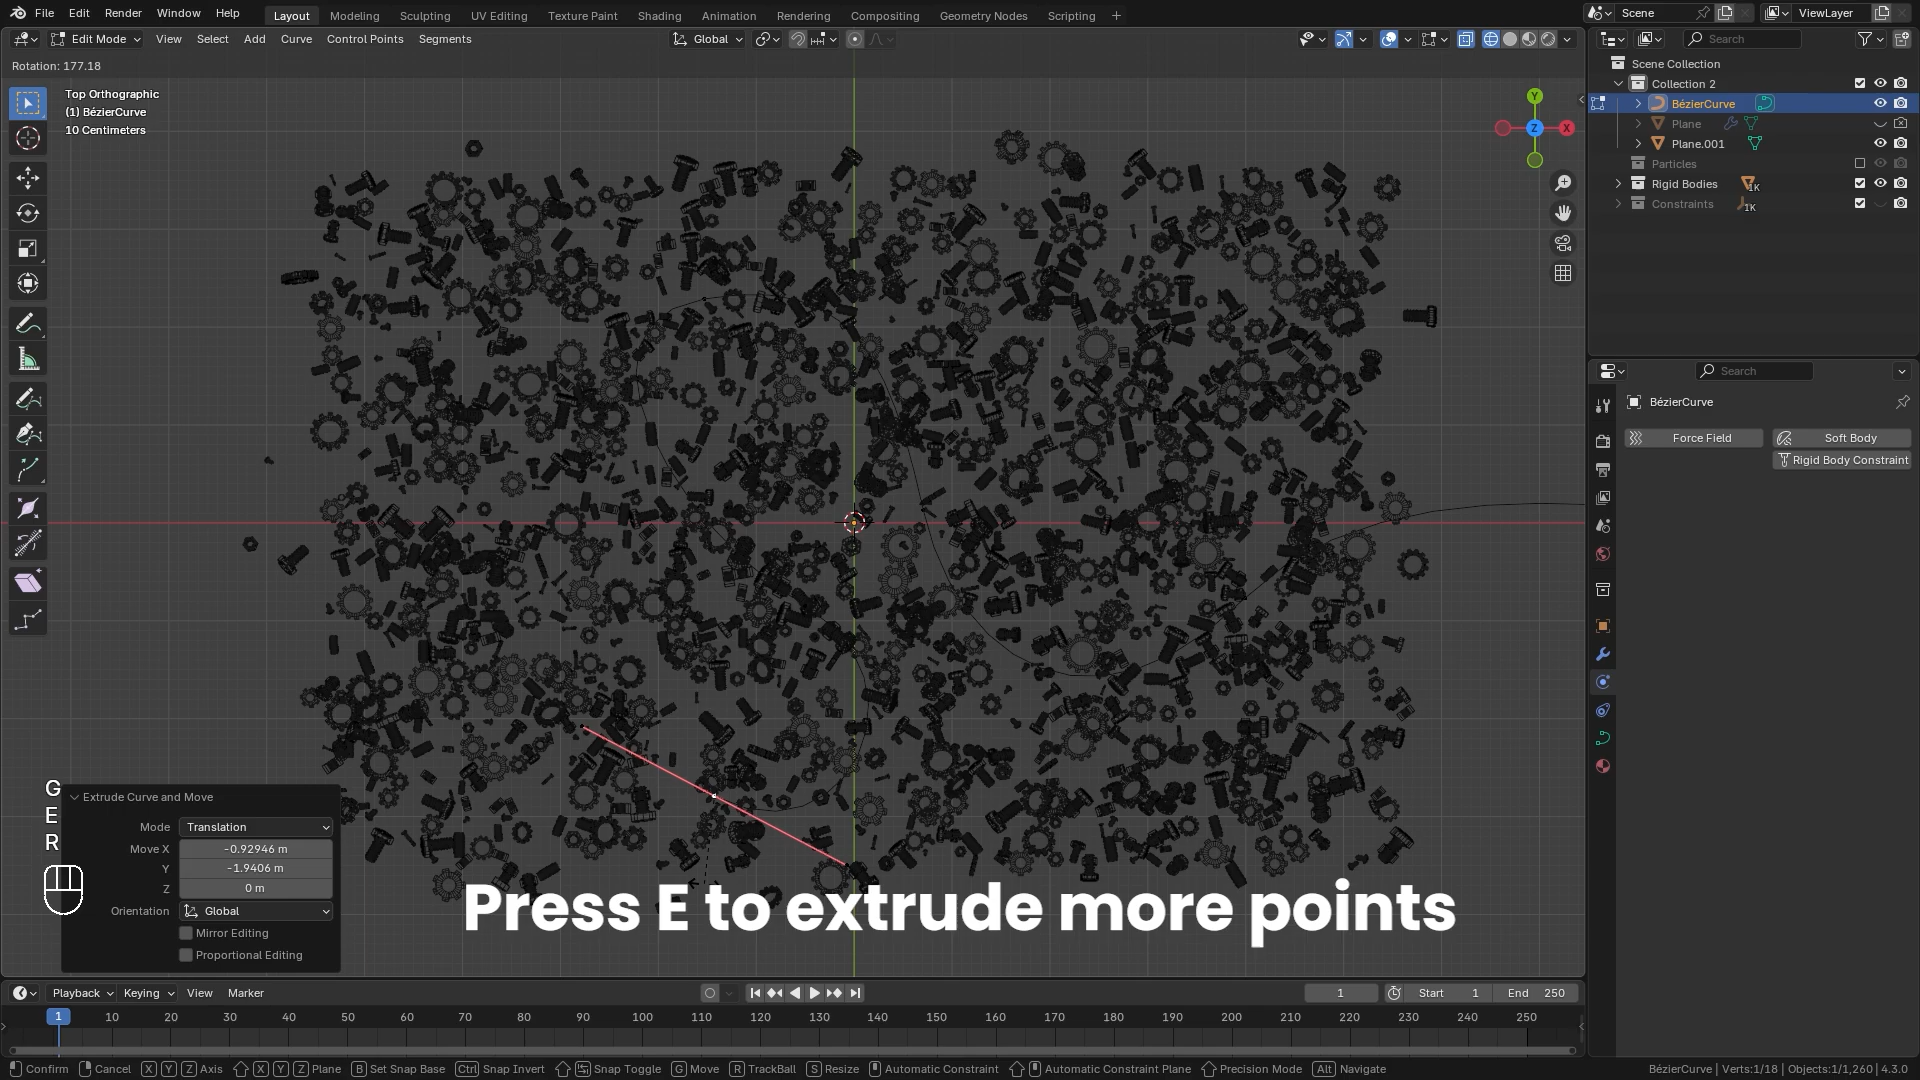 File Edit Render Window Help Layout Modeling Sculpting UV Editing Texture Paint Shading Animation Rendering Compositing Geometry Nodes Scripting + Scene ViewLayer
Edit Mode View Select Add Curve Control Points Segments Global Search
Rotation: 177.18
Top Orthographic
(1) BézierCurve
10 Centimeters
Y
Z
X
Scene Collection
Collection 2
BézierCurve
Plane
Plane.001
Particles
Rigid Bodies 1K
Constraints 1K
Search
BézierCurve
Force Field Soft Body
Rigid Body Constraint
G
E
R
Extrude Curve and Move
Mode Translation
Move X -0.92946 m
Y -1.9406 m
Z 0 m
Orientation Global
Mirror Editing
Proportional Editing
Press E to extrude more points
Playback Keying View Marker 1 Start 1 End 250
1 10 20 30 40 50 60 70 80 90 100 110 120 130 140 150 160 170 180 190 200 210 220 230 240 250
Confirm Cancel X Y Z Axis X Y Z Plane B Set Snap Base Ctrl Snap Invert Snap Toggle G Move R TrackBall S Resize Automatic Constraint Automatic Constraint Plane Precision Mode Alt Navigate BézierCurve | Verts:1/18 | Objects:1/1,260 | 4.3.0